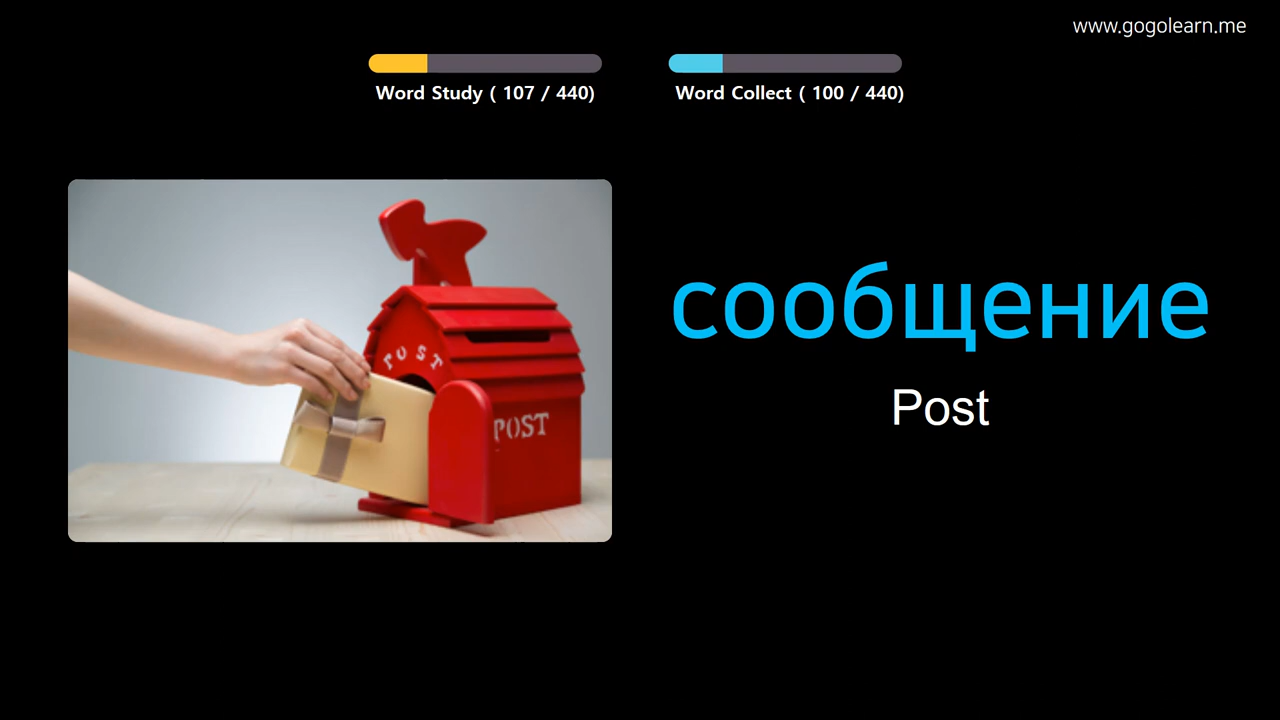 www.gogolearn.me
Word Study ( 107 / 440)
Word Collect ( 100 / 440)
POST
POST
сообщение
Post